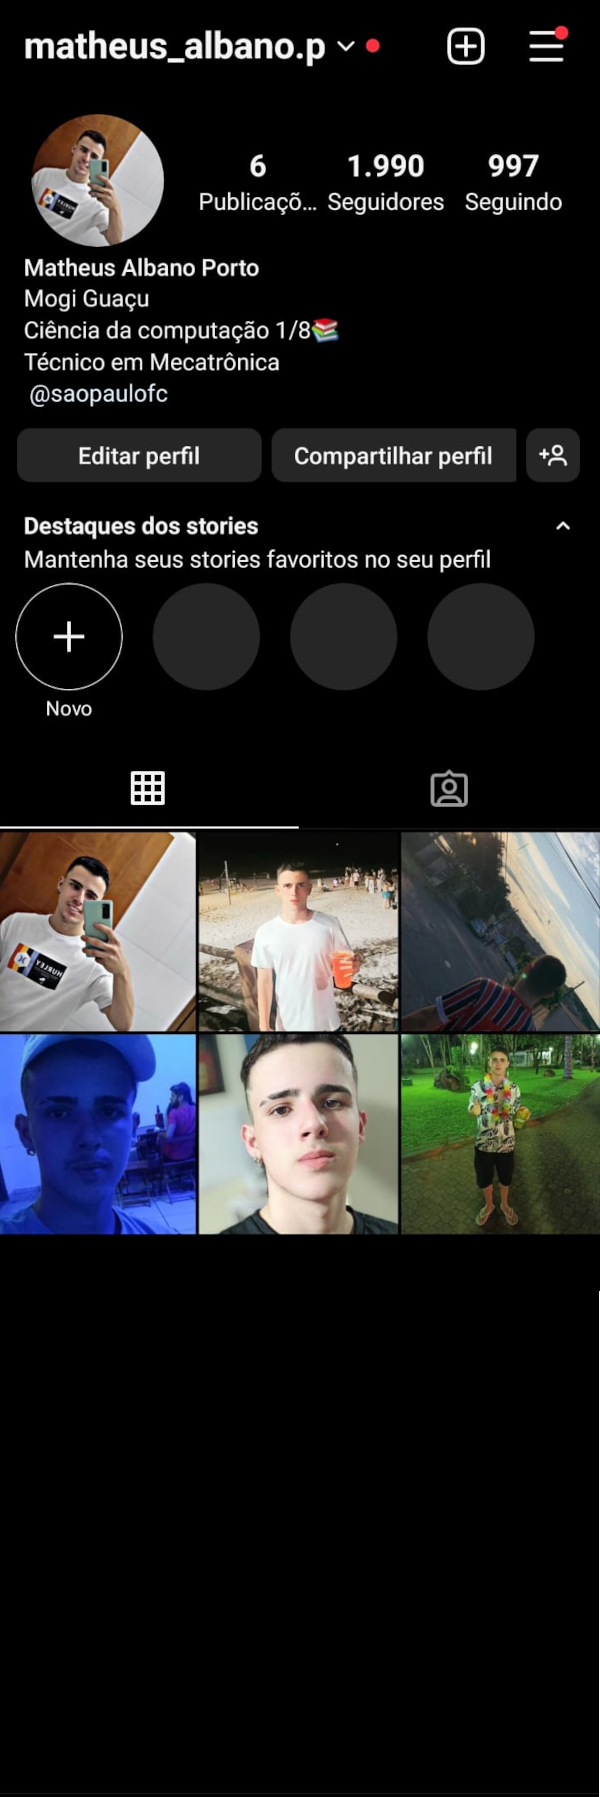 matheus_albano.p
6 1.990 997
Publicaçõ... Seguidores Seguindo
Matheus Albano Porto
Mogi Guaçu
Ciência da computação 1/8📚
Técnico em Mecatrônica
@saopaulofc
Editar perfil Compartilhar perfil
Destaques dos stories
Mantenha seus stories favoritos no seu perfil
Novo
HURLEY